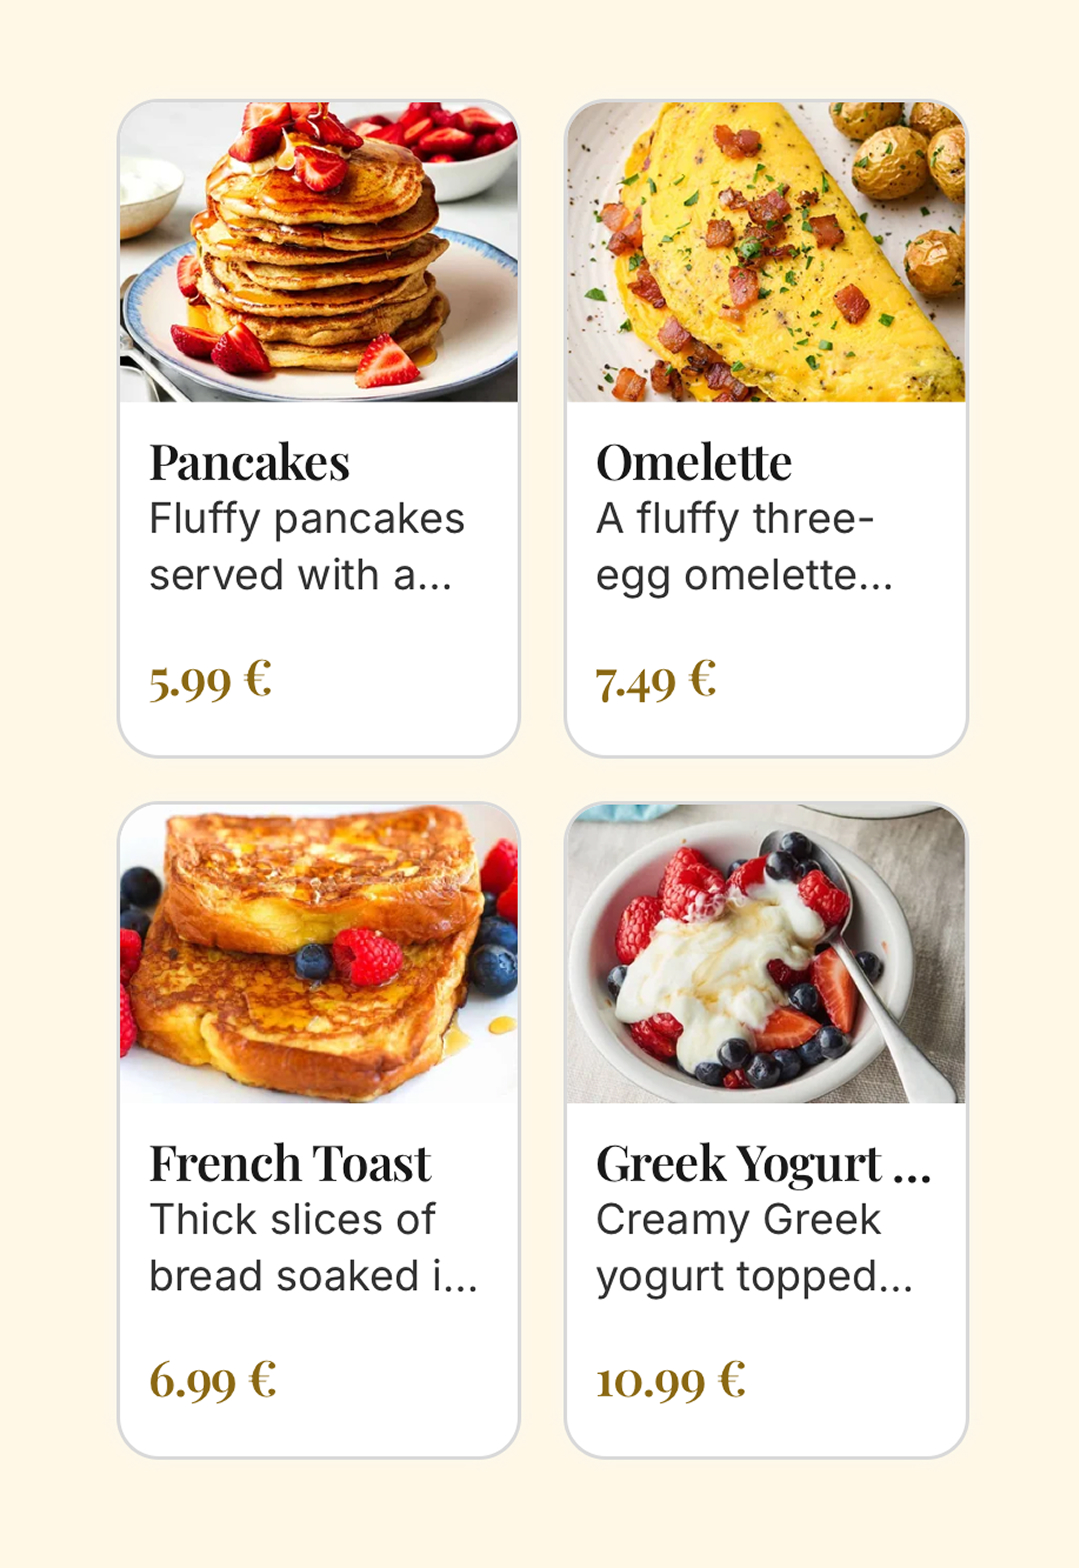 Pancakes
Fluffy pancakes
served with a...
5.99 €
Omelette
A fluffy three-
egg omelette...
7.49 €
French Toast
Thick slices of
bread soaked i...
6.99 €
Greek Yogurt ...
Creamy Greek
yogurt topped...
10.99 €